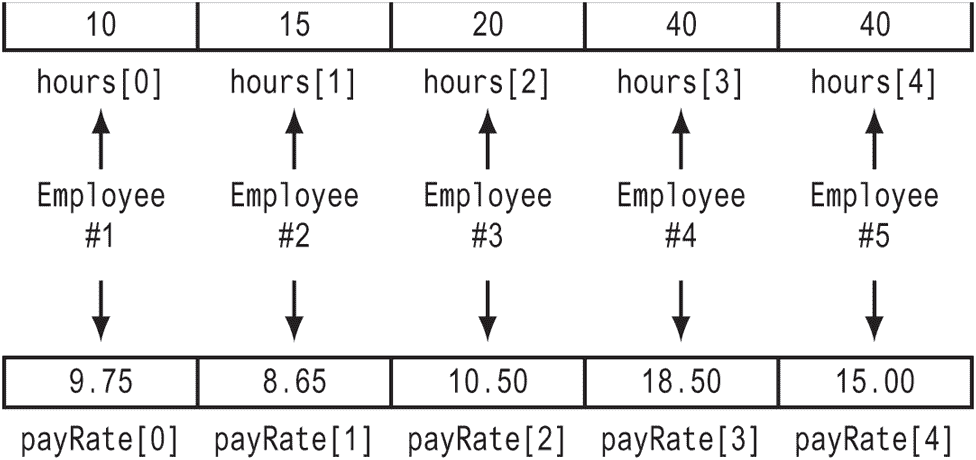 10 15 20 40 40
hours[0] hours[1] hours[2] hours[3] hours[4]
Employee Employee Employee Employee Employee
#1 #2 #3 #4 #5
9.75 8.65 10.50 18.50 15.00
payRate[0] payRate[1] payRate[2] payRate[3] payRate[4]